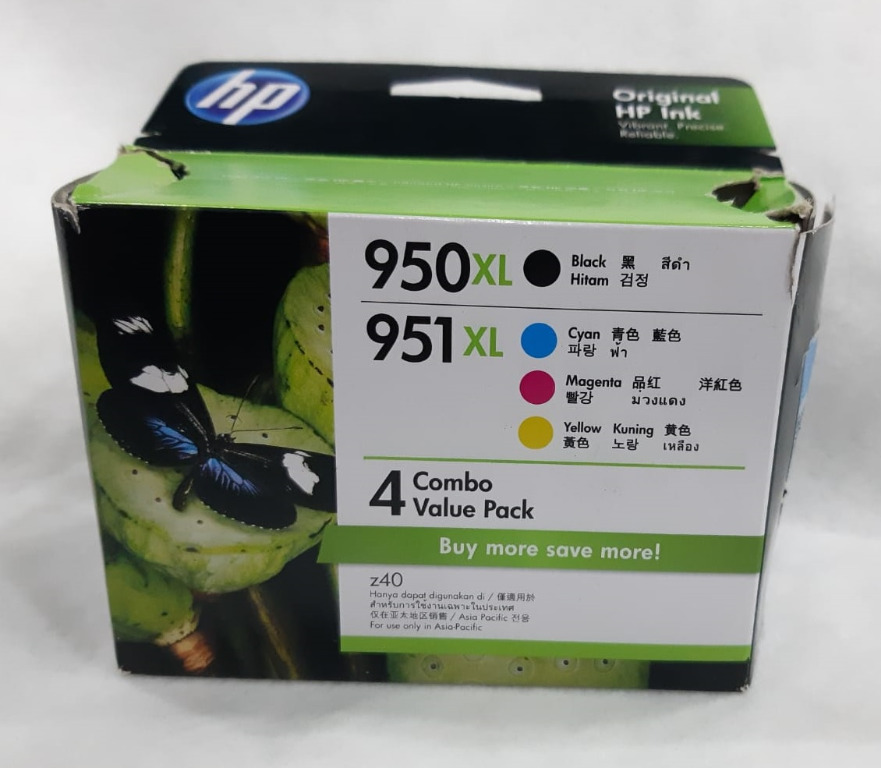 hp
Original
HP Ink
Vibrant. Precise.
Reliable.
950XL
Black 黑 สีดำ
Hitam 검정
951XL
Cyan 青色 藍色
파랑 ฟ้า
Magenta 品红 洋紅色
빨강 ม่วงแดง
Yellow Kuning 黄色
黃色 노랑 เหลือง
4 Combo
Value Pack
Buy more save more!
z40
Hanya dapat digunakan di / 僅適用於
สำหรับการใช้งานเฉพาะในประเทศ
仅在亚太地区销售 / Asia Pacific 전용
For use only in Asia-Pacific